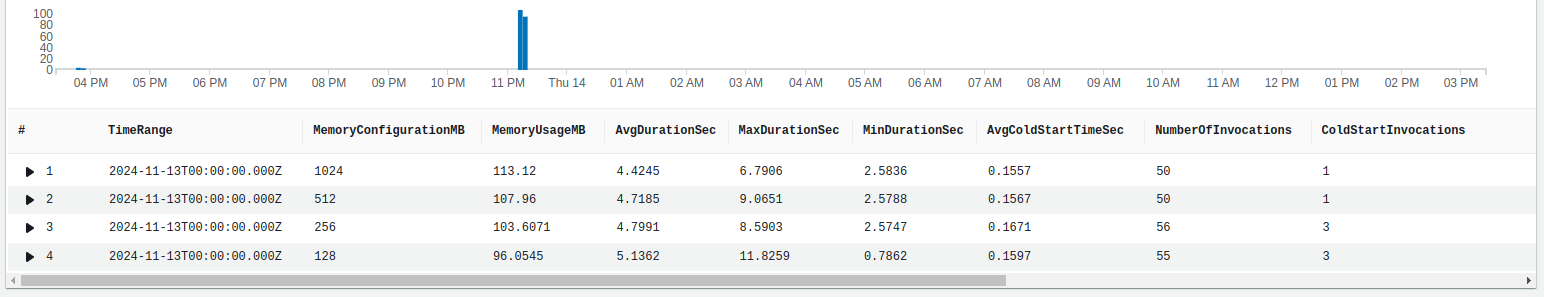 100
80
60
40
20
0
04 PM 05 PM 06 PM 07 PM 08 PM 09 PM 10 PM 11 PM Thu 14 01 AM 02 AM 03 AM 04 AM 05 AM 06 AM 07 AM 08 AM 09 AM 10 AM 11 AM 12 PM 01 PM 02 PM 03 PM
# TimeRange MemoryConfigurationMB MemoryUsageMB AvgDurationSec MaxDurationSec MinDurationSec AvgColdStartTimeSec NumberOfInvocations ColdStartInvocations
1 2024-11-13T00:00:00.000Z 1024 113.12 4.4245 6.7906 2.5836 0.1557 50 1
2 2024-11-13T00:00:00.000Z 512 107.96 4.7185 9.0651 2.5788 0.1567 50 1
3 2024-11-13T00:00:00.000Z 256 103.6071 4.7991 8.5903 2.5747 0.1671 56 3
4 2024-11-13T00:00:00.000Z 128 96.0545 5.1362 11.8259 0.7862 0.1597 55 3